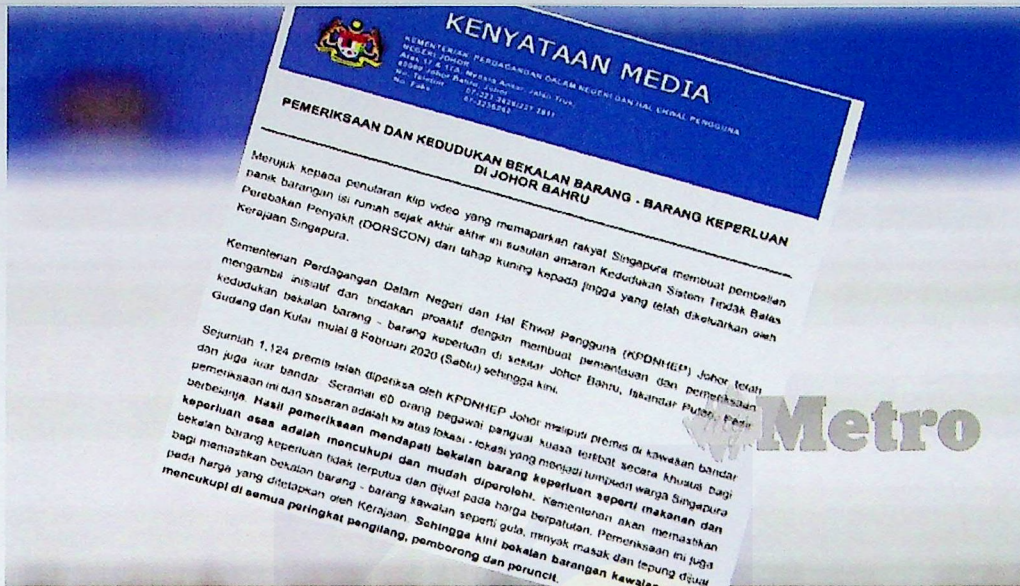 KENYATAAN MEDIA
KEMENTERIAN PERDAGANGAN DALAM NEGERI DAN HAL EHWAL PENGGUNA
NEGERI JOHOR
Johor Bahru, Johor
No. Telefon
No. Faks
PEMERIKSAAN DAN KEDUDUKAN BEKALAN BARANG - BARANG KEPERLUAN
DI JOHOR BAHRU
Merujuk kepada penularan klip video yang memaparkan rakyat Singapura membuat pembelian
panik barangan isi rumah sejak akhir akhir ini susulan amaran Kedudukan Sistem Tindak Balas
Perebakan Penyakit (DORSCON) dari tahap kuning kepada jingga yang telah dikeluarkan oleh
Kerajaan Singapura.
Kementerian Perdagangan Dalam Negeri dan Hal Ehwal Pengguna (KPDNHEP) Johor telah
mengambil inisiatif dan tindakan proaktif dengan membuat pemantauan dan pemeriksaan
kedudukan bekalan barang - barang keperluan di sekitar Johor Bahru, Iskandar Puteri, Pasir
Gudang dan Kulai mulai 8 Februari 2020 (Sabtu) sehingga kini.
Sejumlah 1,124 premis telah diperiksa oleh KPDNHEP Johor meliputi premis di kawasan bandar
dan juga luar bandar. Seramai 60 orang pegawai penguat kuasa terlibat secara khusus bagi
pemeriksaan ini dan sasaran adalah ke atas lokasi - lokasi yang menjadi tumpuan warga Singapura
berbelanja. Hasil pemeriksaan mendapati bekalan barang keperluan seperti makanan dan
keperluan asas adalah mencukupi dan mudah diperolehi. Kementerian akan memastikan
bekalan barang keperluan tidak terputus dan dijual pada harga berpatutan. Pemeriksaan ini juga
bagi memastikan bekalan barang - barang kawalan seperti gula, minyak masak dan tepung dijual
pada harga yang ditetapkan oleh Kerajaan. Sehingga kini bekalan barangan kawalan
mencukupi di semua peringkat pengilang, pemborong dan peruncit.
Metro